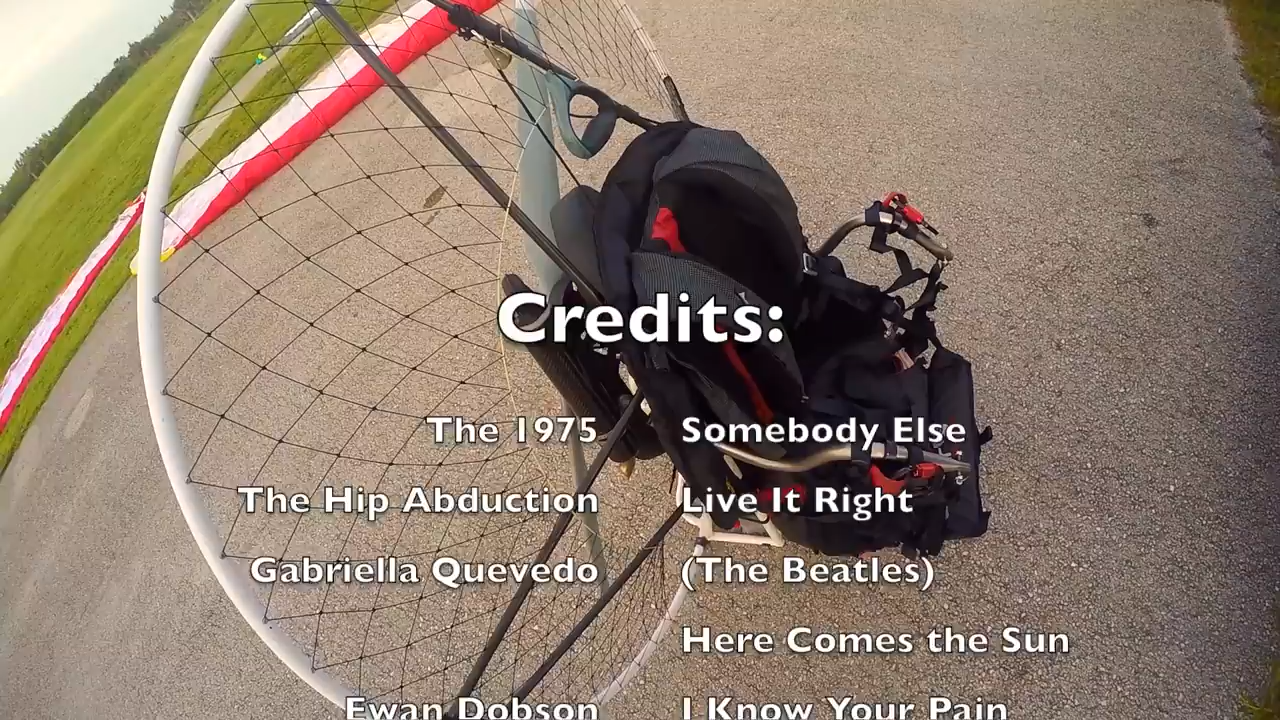 Credits:
The 1975 Somebody Else
The Hip Abduction Live It Right
Gabriella Quevedo (The Beatles)
Here Comes the Sun
Ewan Dobson I Know Your Pain